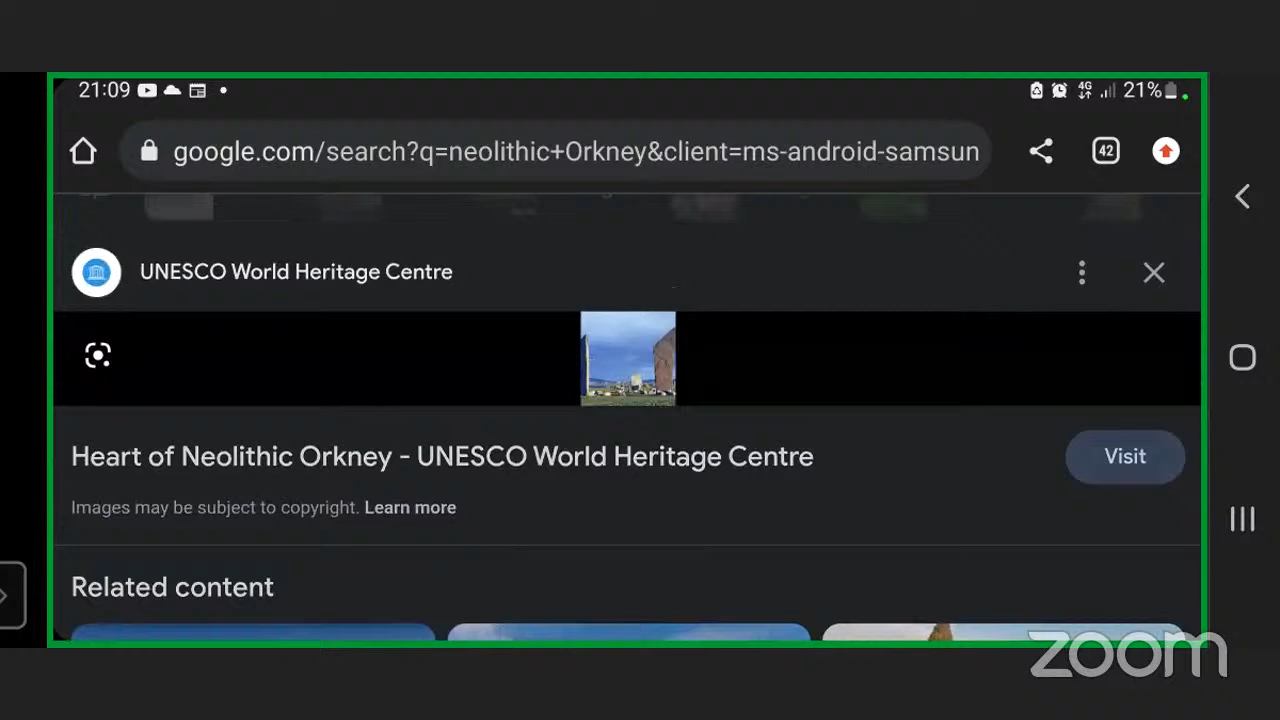 21:09
4G
21%
google.com/search?q=neolithic+Orkney&client=ms-android-samsun
42
UNESCO World Heritage Centre
Heart of Neolithic Orkney - UNESCO World Heritage Centre
Visit
Images may be subject to copyright. Learn more
Related content
zoom